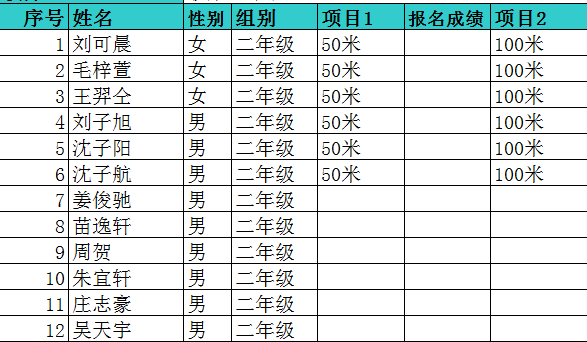 序号 姓名 性别 组别 项目1 报名成绩 项目2
1 刘可晨 女 二年级 50米 100米
2 毛梓萱 女 二年级 50米 100米
3 王羿仝 女 二年级 50米 100米
4 刘子旭 男 二年级 50米 100米
5 沈子阳 男 二年级 50米 100米
6 沈子航 男 二年级 50米 100米
7 姜俊驰 男 二年级
8 苗逸轩 男 二年级
9 周贺 男 二年级
10 朱宜轩 男 二年级
11 庄志豪 男 二年级
12 吴天宇 男 二年级